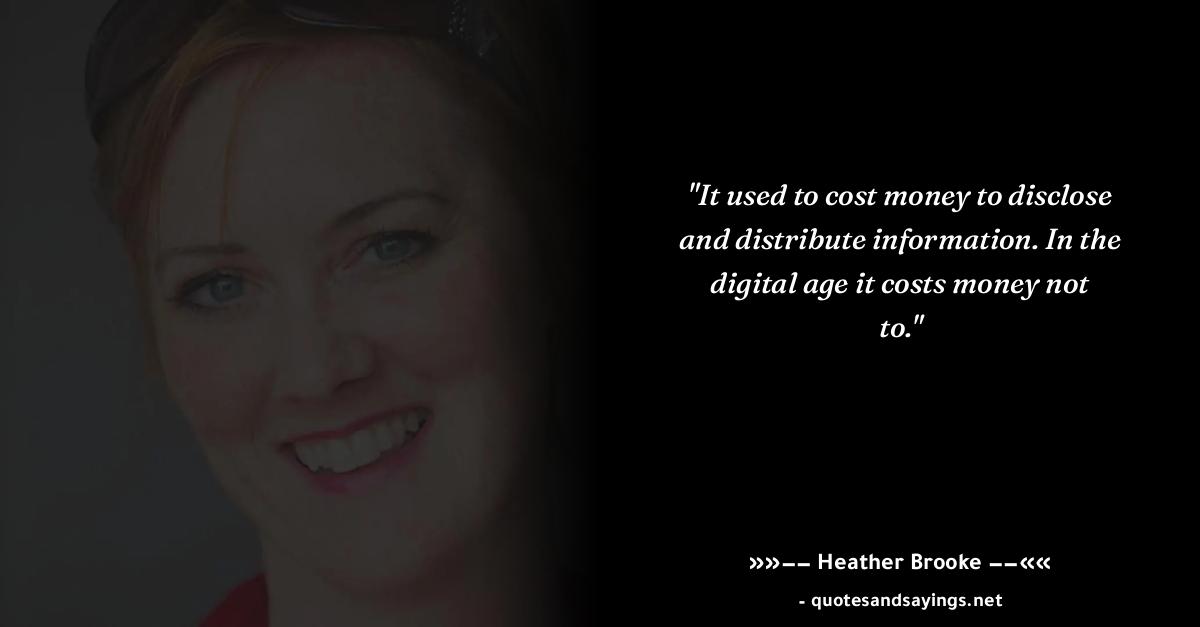 "It used to cost money to disclose
and distribute information. In the
digital age it costs money not
to."
»»−− Heather Brooke −−««
- quotesandsayings.net